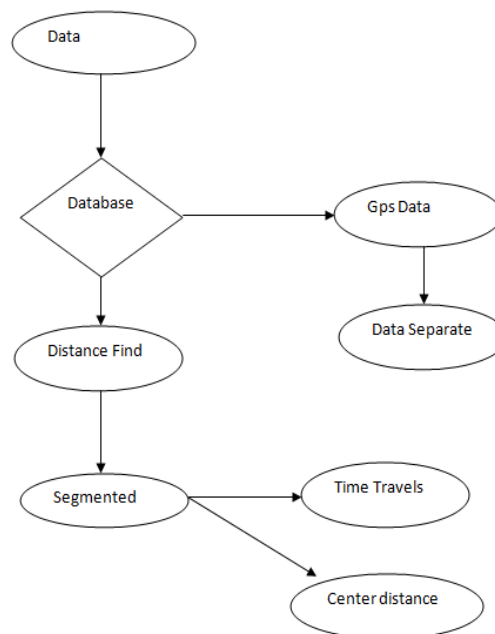 Data
Database
Gps Data
Data Separate
Distance Find
Segmented
Time Travels
Center distance